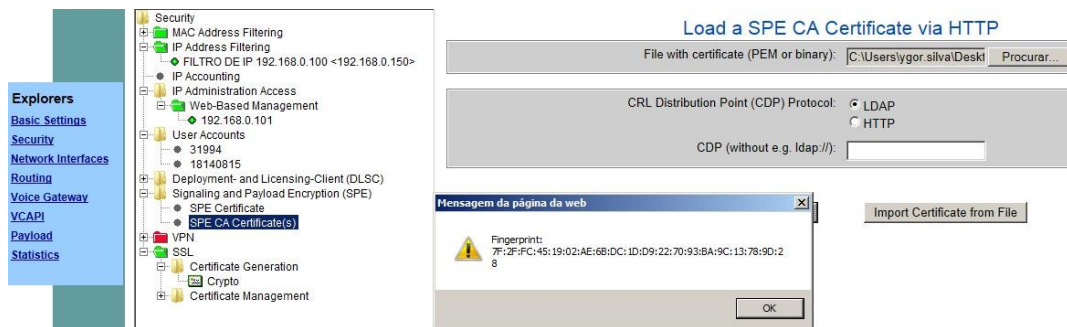 Explorers
Basic Settings
Security
Network Interfaces
Routing
Voice Gateway
VCAPI
Payload
Statistics
Security
MAC Address Filtering
IP Address Filtering
FILTRO DE IP 192.168.0.100 <192.168.0.150>
IP Accounting
IP Administration Access
Web-Based Management
192.168.0.101
User Accounts
31994
18140815
Deployment- and Licensing-Client (DLSC)
Signaling and Payload Encryption (SPE)
SPE Certificate
SPE CA Certificate(s)
VPN
SSL
Certificate Generation
Crypto
Certificate Management
Load a SPE CA Certificate via HTTP
File with certificate (PEM or binary): C:\Users\ygor.silva\Deskt Procurar...
CRL Distribution Point (CDP) Protocol: LDAP
HTTP
CDP (without e.g. ldap://):
Import Certificate from File
Mensagem da página da web
Fingerprint:
7F:2F:FC:45:19:02:AE:6B:DC:1D:D9:22:70:93:BA:9C:13:78:9D:2
8
OK